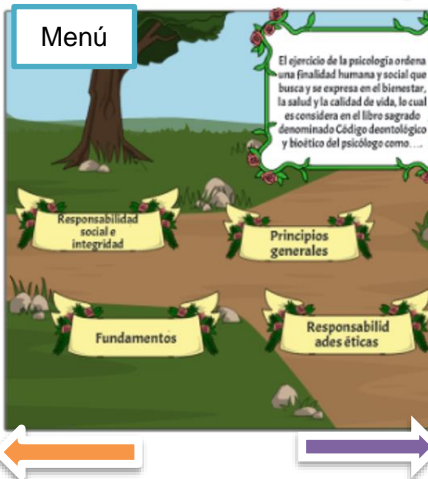 Menú
El ejercicio de la psicología ordena
una finalidad humana y social que
busca y se expresa en el bienestar,
la salud y la calidad de vida, lo cual
es considera en el libro sagrado
denominado Código deontológico
y bioético del psicólogo como....
Responsabilidad
social e
integridad
Principios
generales
Fundamentos
Responsabilid
ades éticas